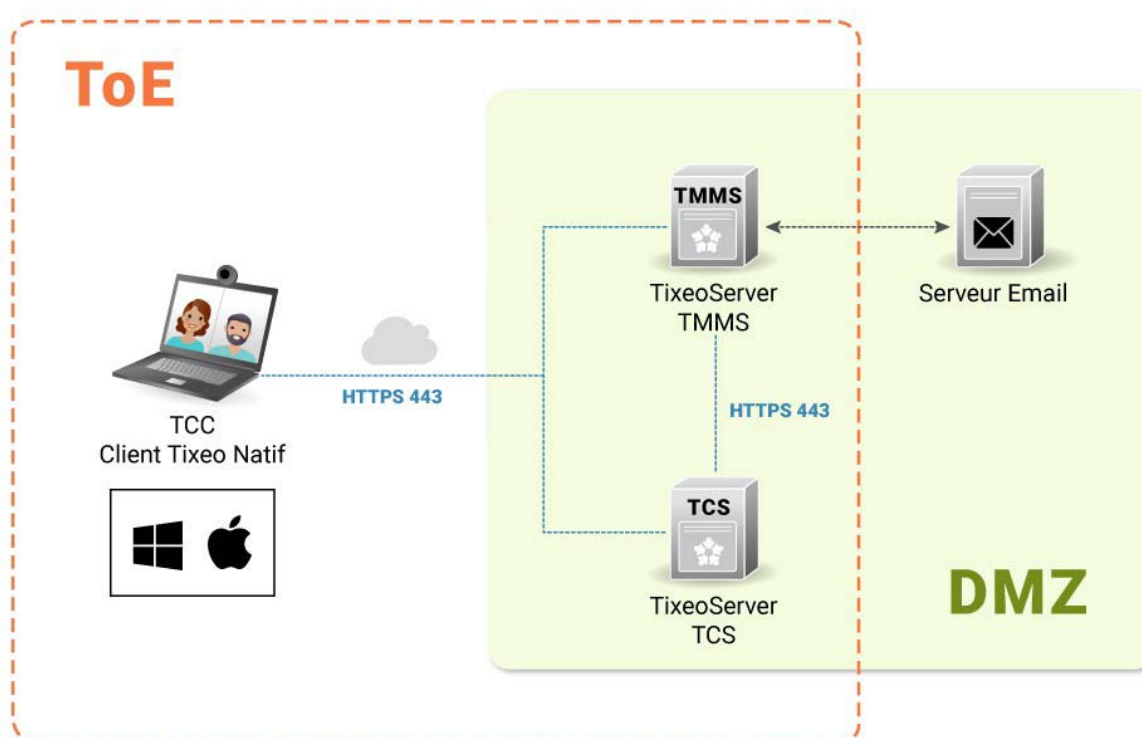 ToE
TMMS
TixeoServer
TMMS
Serveur Email
HTTPS 443
TCC
Client Tixeo Natif
HTTPS 443
TCS
TixeoServer
TCS
DMZ